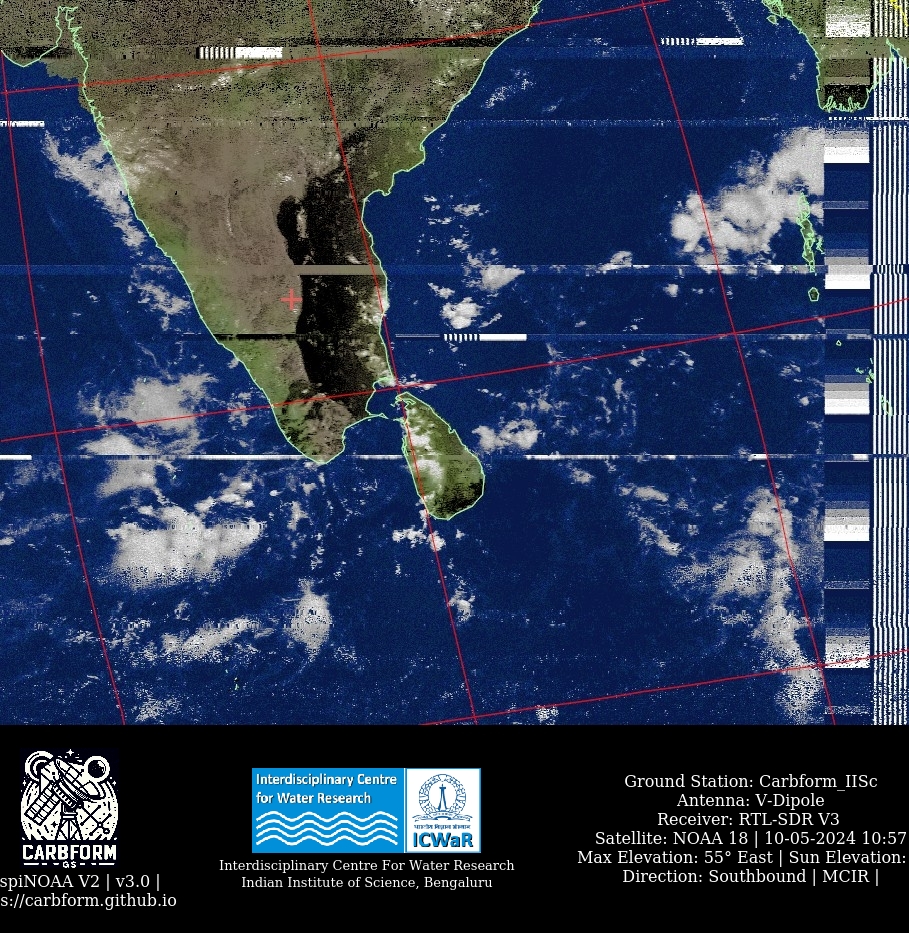 CARBFORM
GS
spiNOAA V2 | v3.0 |
s://carbform.github.io
Interdisciplinary Centre
for Water Research
भारतीय विज्ञान संस्थान
ICWaR
Interdisciplinary Centre For Water Research
Indian Institute of Science, Bengaluru
Ground Station: Carbform_IISc
Antenna: V-Dipole
Receiver: RTL-SDR V3
Satellite: NOAA 18 | 10-05-2024 10:57
Max Elevation: 55° East | Sun Elevation:
Direction: Southbound | MCIR |